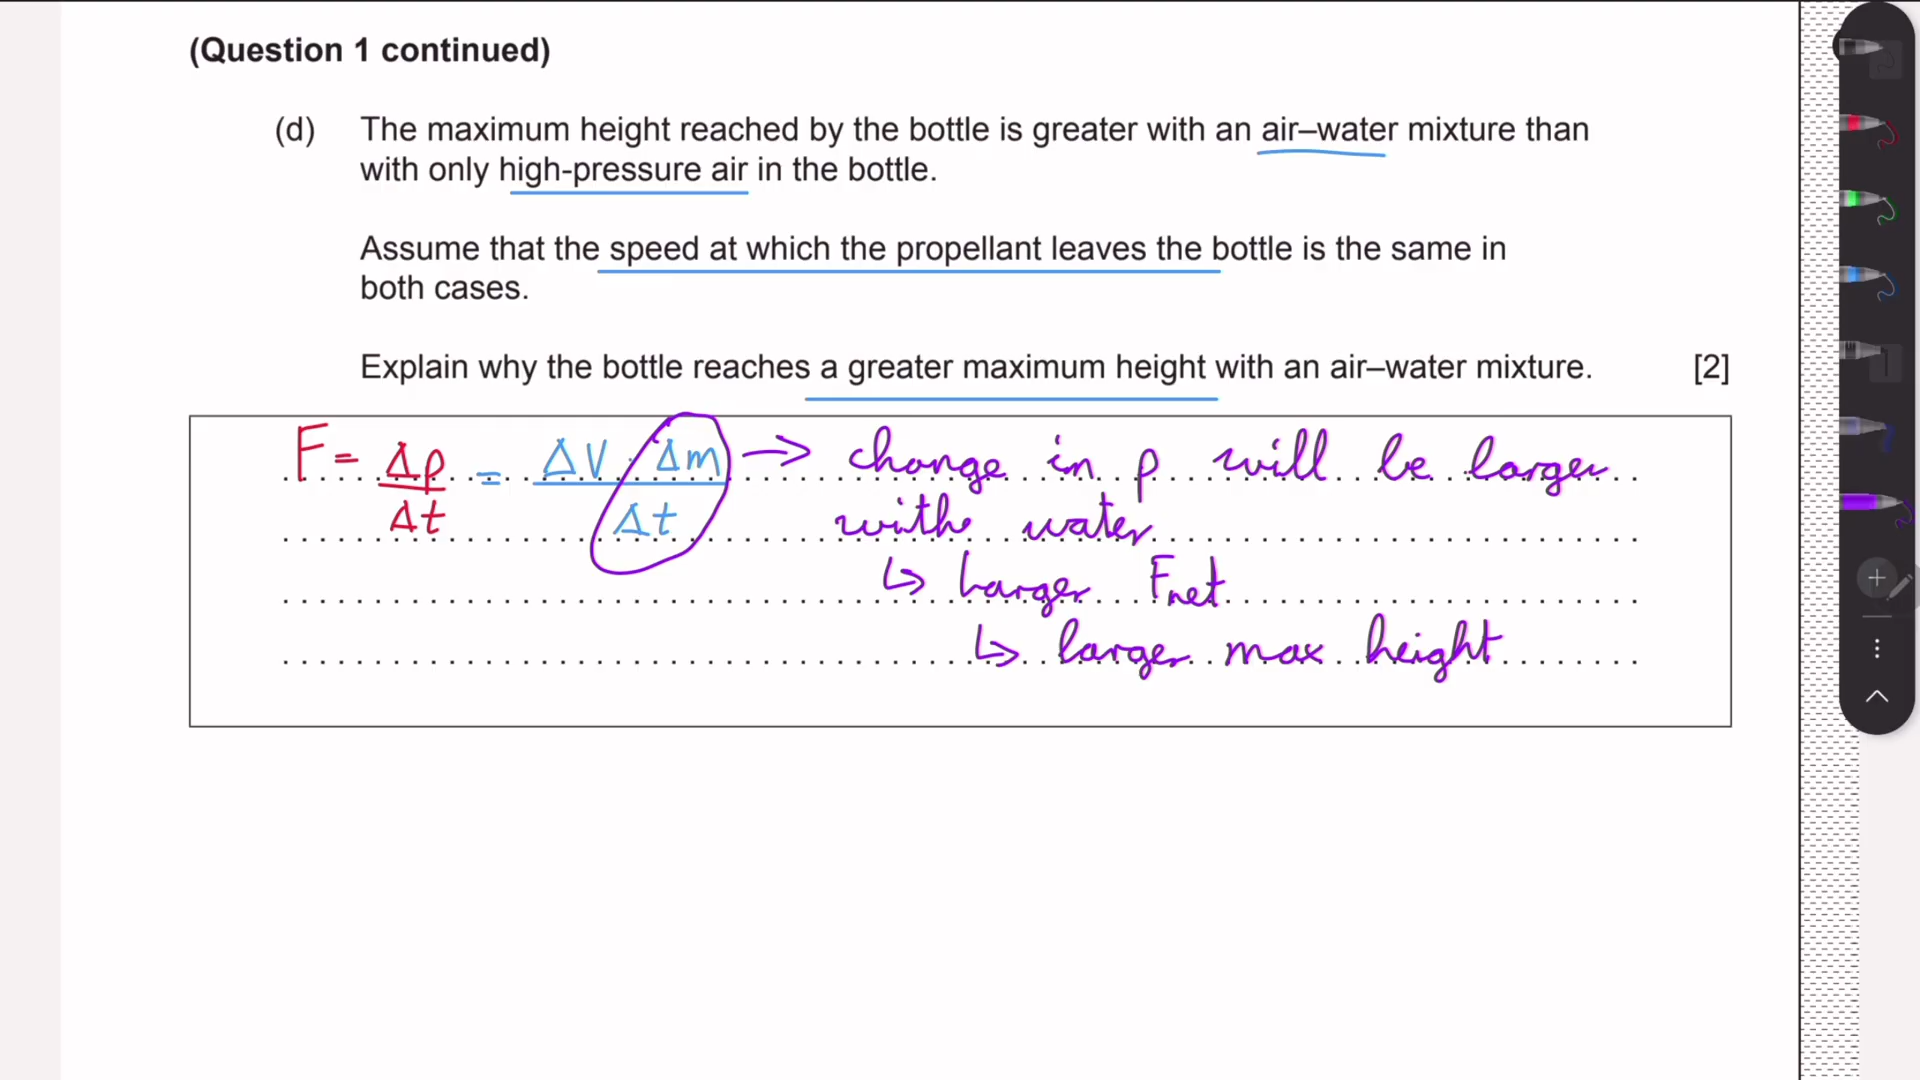 (Question 1 continued)
(d) The maximum height reached by the bottle is greater with an air–water mixture than
with only high-pressure air in the bottle.
Assume that the speed at which the propellant leaves the bottle is the same in
both cases.
Explain why the bottle reaches a greater maximum height with an air–water mixture. [2]
F = Δp/Δt = ΔV · Δm/Δt → change in p will be larger
withe water
↳ larger Fnet
↳ larger max height